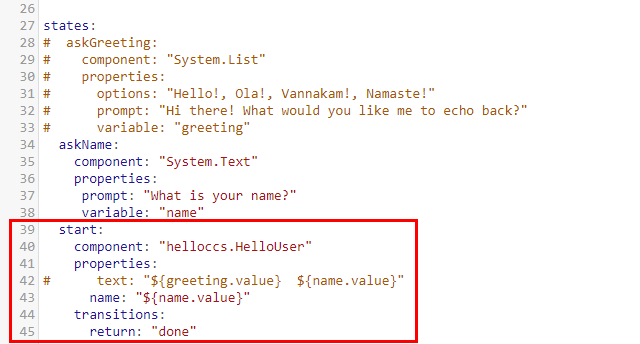 26
27 states:
28 #  askGreeting:
29 #    component: "System.List"
30 #    properties:
31 #      options: "Hello!, Ola!, Vannakam!, Namaste!"
32 #      prompt: "Hi there! What would you like me to echo back?"
33 #      variable: "greeting"
34   askName:
35     component: "System.Text"
36     properties:
37      prompt: "What is your name?"
38      variable: "name"
39   start:
40     component: "helloccs.HelloUser"
41     properties:
42 #      text: "${greeting.value}  ${name.value}"
43       name: "${name.value}"
44     transitions:
45       return: "done"